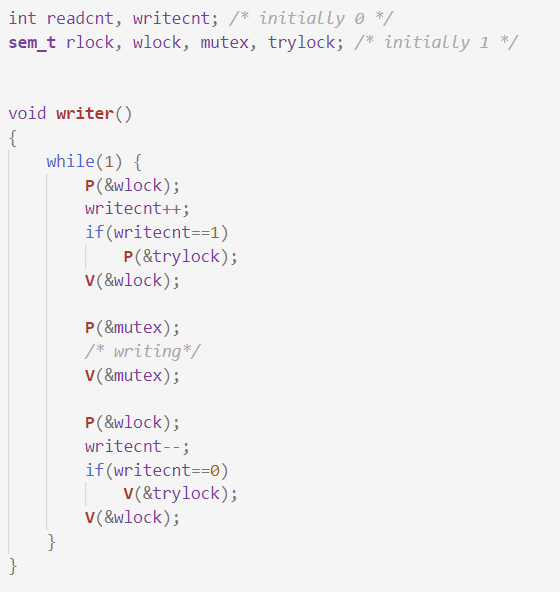 int readcnt, writecnt; /* initially 0 */
sem_t rlock, wlock, mutex, trylock; /* initially 1 */
void writer()
{
while(1) {
P(&wlock);
writecnt++;
if(writecnt==1)
P(&trylock);
V(&wlock);
P(&mutex);
/* writing*/
V(&mutex);
P(&wlock);
writecnt--;
if(writecnt==0)
V(&trylock);
V(&wlock);
}
}